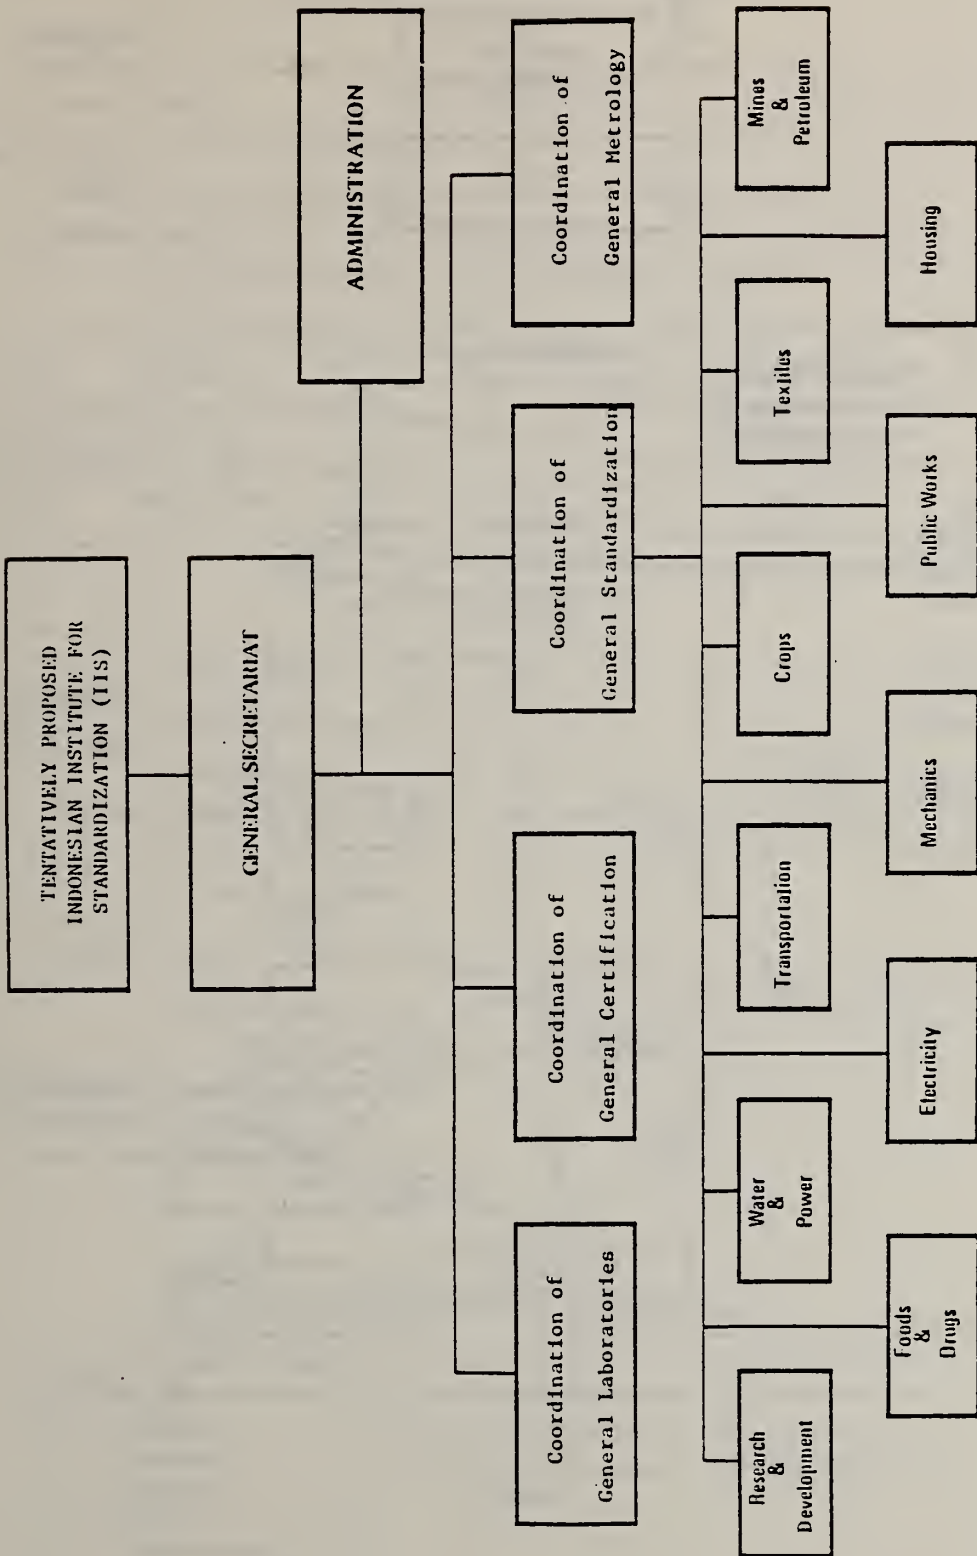 TENTATIVELY PROPOSED
INDONESIAN INSTITUTE FOR
STANDARDIZATION (IIS)
GENERAL SECRETARIAT
ADMINISTRATION
Coordination of
General Laboratories
Coordination of
General Certification
Coordination of
General Standardization
Coordination of
General Metrology
Research
&
Development
Water
&
Power
Transportation
Crops
Textiles
Mines
&
Petroleum
Foods
&
Drugs
Electricity
Mechanics
Public Works
Housing